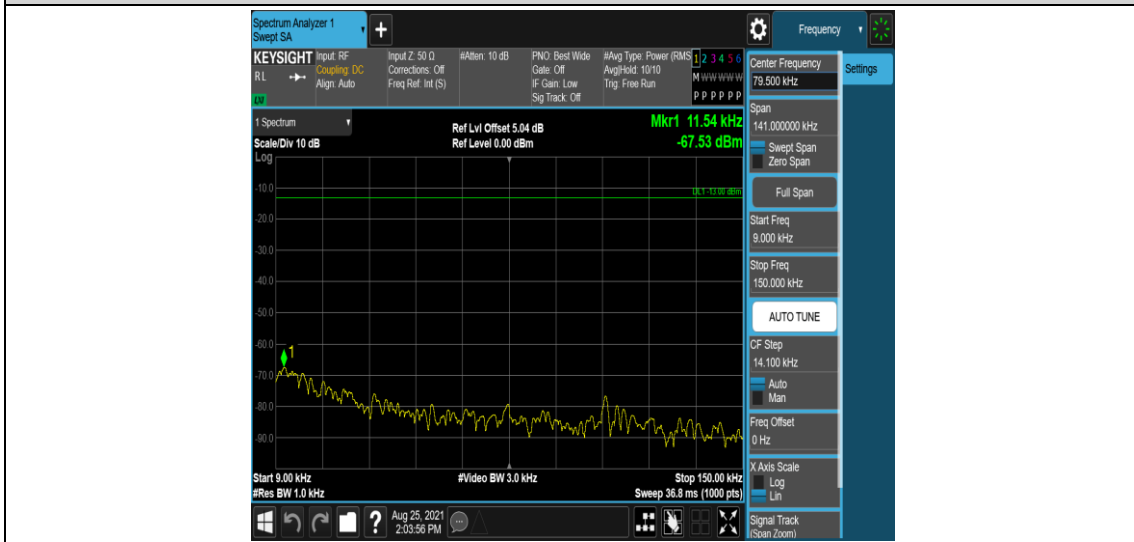 Spectrum Analyzer 1
Swept SA
+
Frequency
KEYSIGHT
R L
LXI
Input: RF
Coupling: DC
Align: Auto
Input Z: 50 Ω
Corrections: Off
Freq Ref: Int (S)
#Atten: 10 dB
PNO: Best Wide
Gate: Off
IF Gain: Low
Sig Track: Off
#Avg Type: Power (RMS
Avg|Hold: 10/10
Trig: Free Run
1 2 3 4 5 6
M W W W W W
P P P P P P
1 Spectrum
Scale/Div 10 dB
Log
Ref Lvl Offset 5.04 dB
Ref Level 0.00 dBm
Mkr1 11.54 kHz
-67.53 dBm
DL1 -13.00 dBm
-10.0
-20.0
-30.0
-40.0
-50.0
-60.0
-70.0
-80.0
-90.0
1
Start 9.00 kHz
#Res BW 1.0 kHz
#Video BW 3.0 kHz
Stop 150.00 kHz
Sweep 36.8 ms (1000 pts)
?
Aug 25, 2021
2:03:56 PM
Center Frequency
79.500 kHz
Settings
Span
141.000000 kHz
Swept Span
Zero Span
Full Span
Start Freq
9.000 kHz
Stop Freq
150.000 kHz
AUTO TUNE
CF Step
14.100 kHz
Auto
Man
Freq Offset
0 Hz
X Axis Scale
Log
Lin
Signal Track
(Span Zoom)